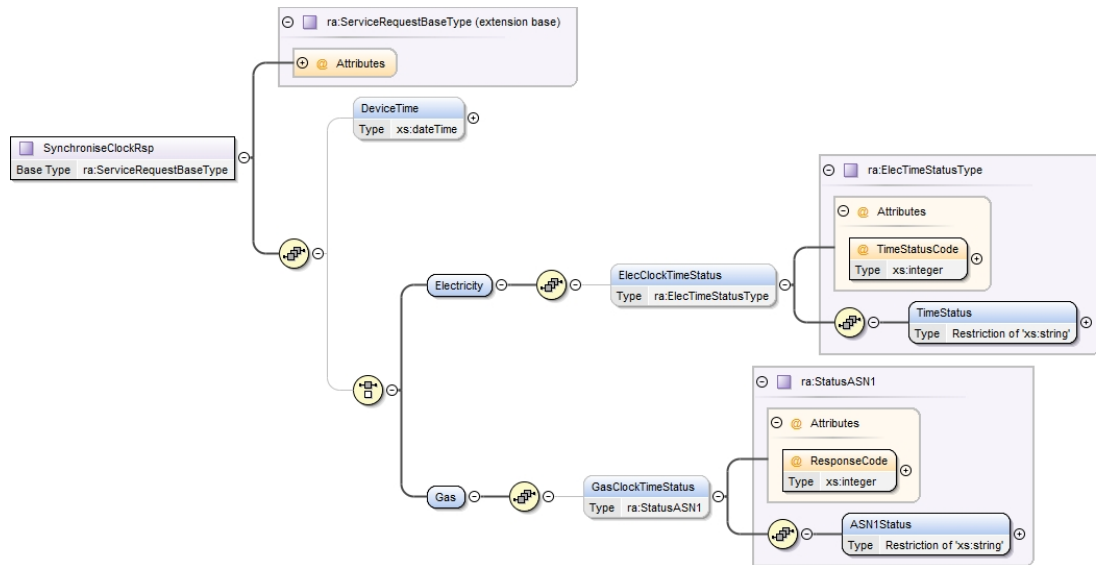 ra:ServiceRequestBaseType (extension base)
@ Attributes
DeviceTime
Type xs:dateTime
SynchroniseClockRsp
Base Type ra:ServiceRequestBaseType
ra:ElecTimeStatusType
@ Attributes
@ TimeStatusCode
Type xs:integer
Electricity
ElecClockTimeStatus
Type ra:ElecTimeStatusType
TimeStatus
Type Restriction of 'xs:string'
ra:StatusASN1
@ Attributes
@ ResponseCode
Type xs:integer
Gas
GasClockTimeStatus
Type ra:StatusASN1
ASN1Status
Type Restriction of 'xs:string'